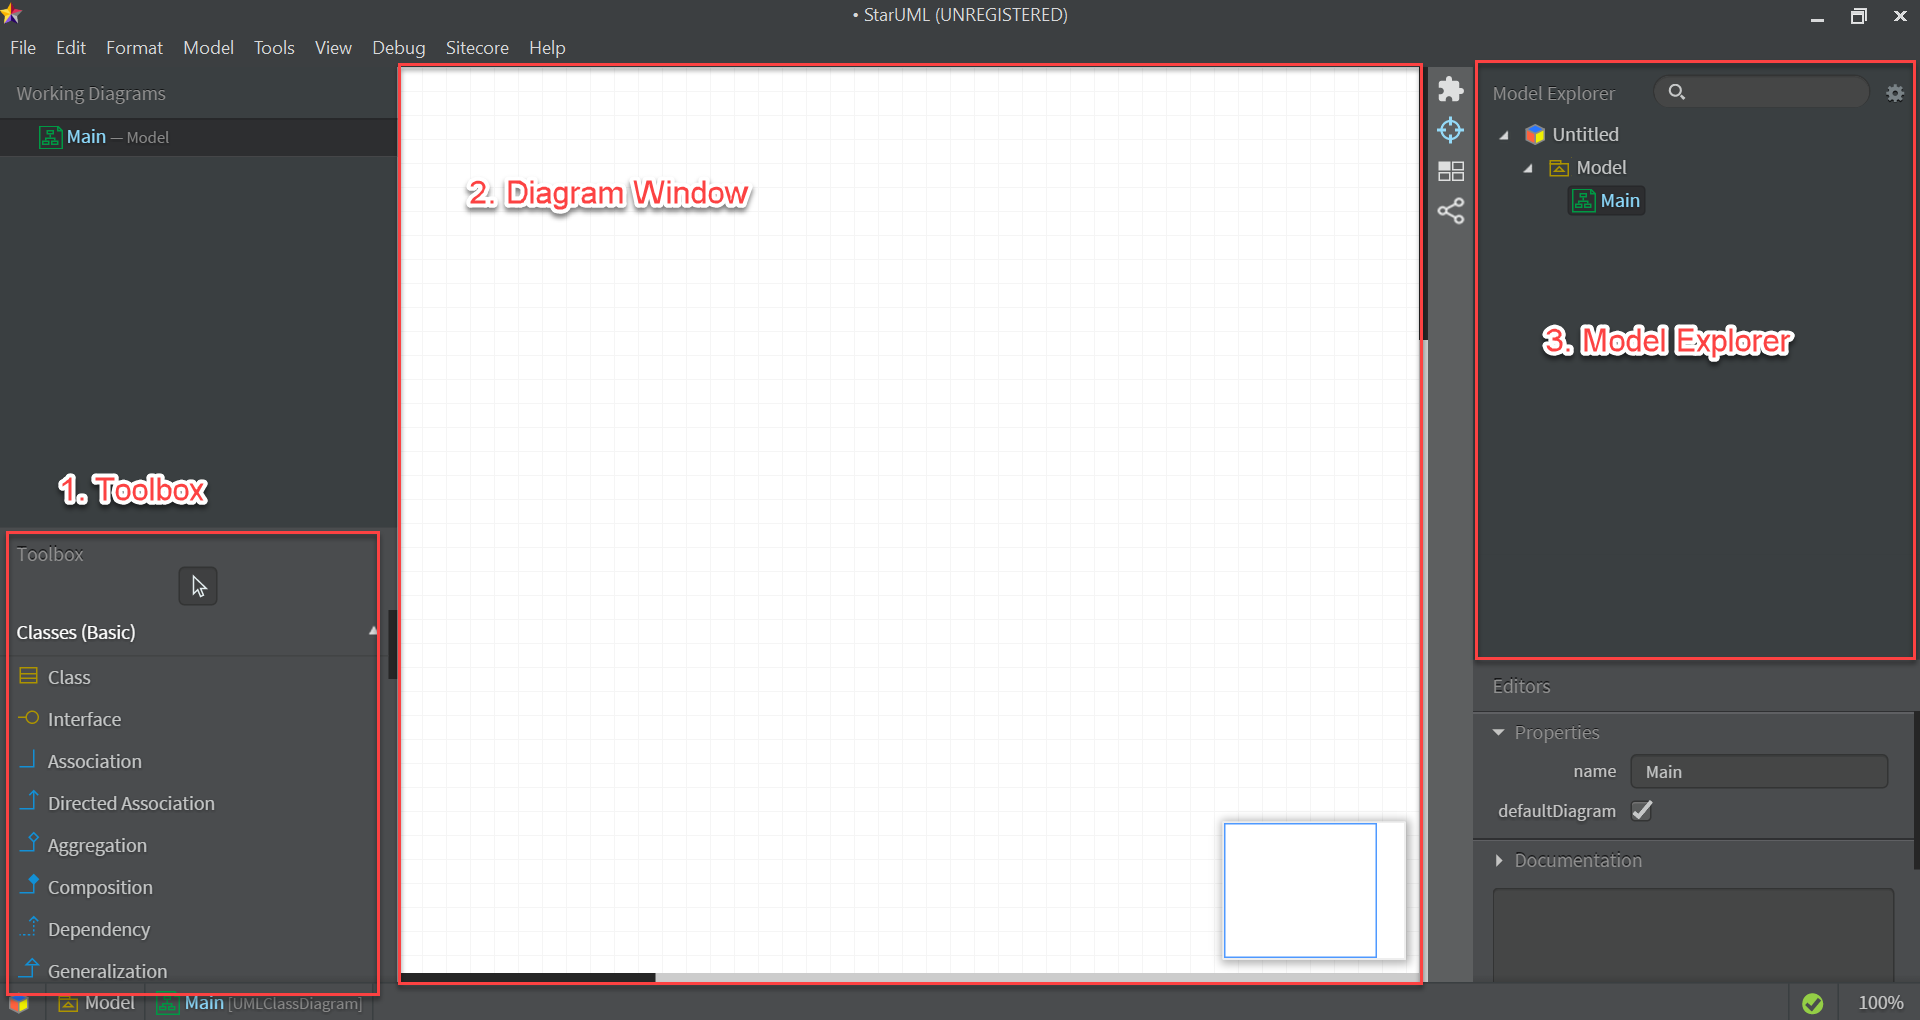 • StarUML (UNREGISTERED)
File Edit Format Model Tools View Debug Sitecore Help
Working Diagrams
Main — Model
1. Toolbox
Toolbox
Classes (Basic)
Class
Interface
Association
Directed Association
Aggregation
Composition
Dependency
Generalization
2. Diagram Window
Model Explorer
Untitled
Model
Main
3. Model Explorer
Editors
Properties
name Main
defaultDiagram
Documentation
Model Main [UMLClassDiagram]
100%